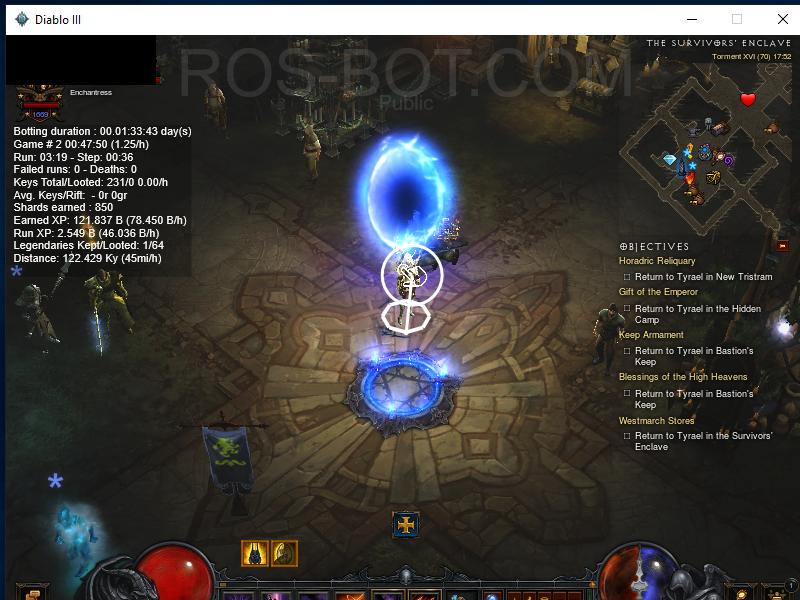 Diablo III
THE SURVIVORS' ENCLAVE
Torment XVI (70) 17:52
ROS-BOT.COM
Public
Enchantress
1669
Botting duration : 00.01:33:43 day(s)
Game # 2 00:47:50 (1.25/h)
Run: 03:19 - Step: 00:36
Failed runs: 0 - Deaths: 0
Keys Total/Looted: 231/0 0.00/h
Avg. Keys/Rift:  - 0r 0gr
Shards earned : 850
Earned XP: 121.837 B (78.450 B/h)
Run XP: 2.549 B (46.036 B/h)
Legendaries Kept/Looted: 1/64
Distance: 122.429 Ky (45mi/h)
*
*
OBJECTIVES
Horadric Reliquary
Return to Tyrael in New Tristram
Gift of the Emperor
Return to Tyrael in the Hidden
Camp
Keep Armament
Return to Tyrael in Bastion's
Keep
Blessings of the High Heavens
Return to Tyrael in Bastion's
Keep
Westmarch Stores
Return to Tyrael in the Survivors'
Enclave
1